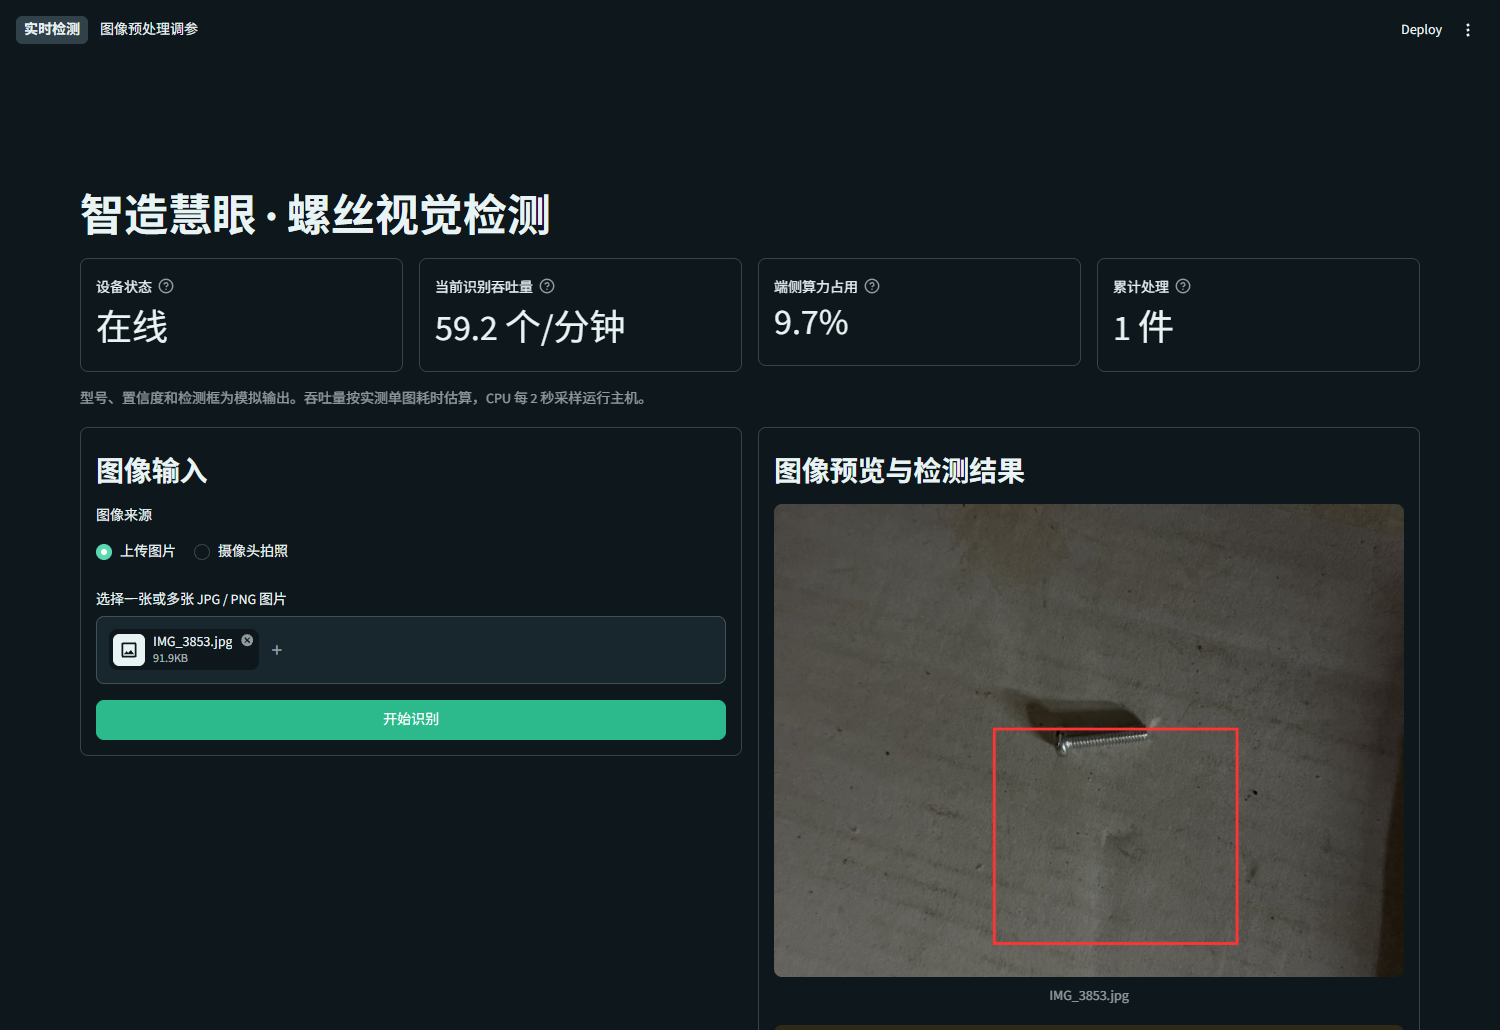 实时检测 图像预处理调参 Deploy
智造慧眼 · 螺丝视觉检测
设备状态
在线
当前识别吞吐量
59.2 个/分钟
端侧算力占用
9.7%
累计处理
1 件
型号、置信度和检测框为模拟输出。吞吐量按实测单图耗时估算，CPU 每 2 秒采样运行主机。
图像输入
图像来源
上传图片 摄像头拍照
选择一张或多张 JPG / PNG 图片
IMG_3853.jpg
91.9KB
开始识别
图像预览与检测结果
IMG_3853.jpg